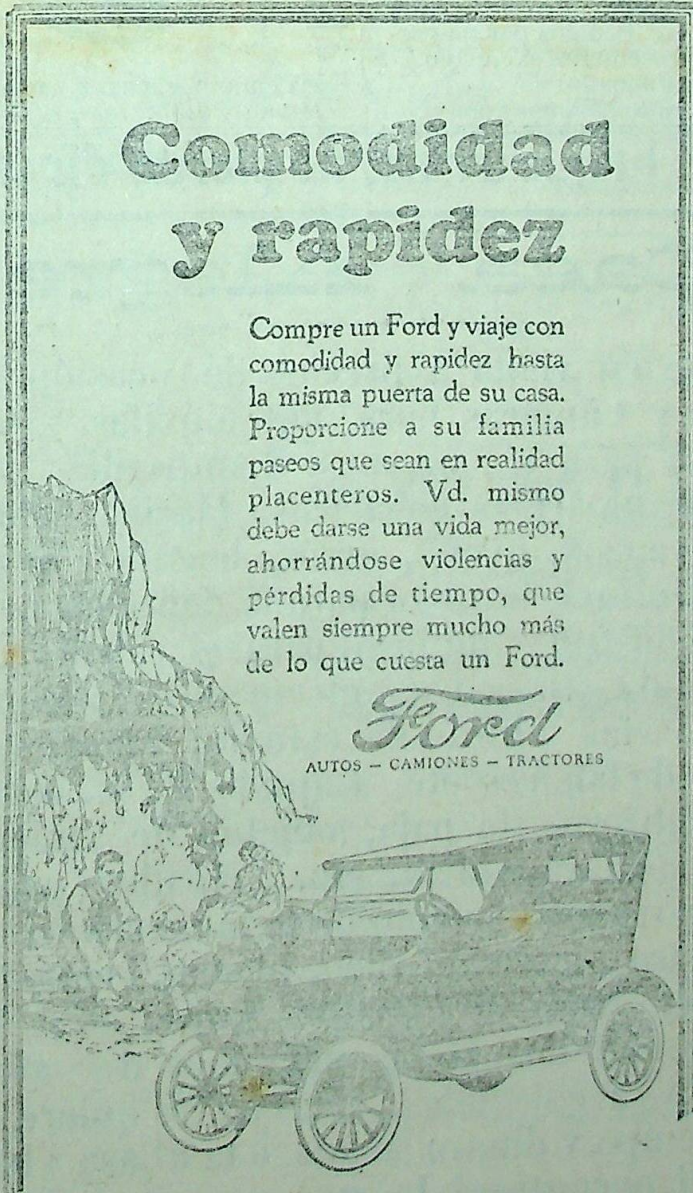 Comodidad
y rapidez
Compre un Ford y viaje con
comodidad y rapidez hasta
la misma puerta de su casa.
Proporcione a su familia
paseos que sean en realidad
placenteros. Vd. mismo
debe darse una vida mejor,
ahorrándose violencias y
pérdidas de tiempo, que
valen siempre mucho más
de lo que cuesta un Ford.
Ford
AUTOS – CAMIONES – TRACTORES